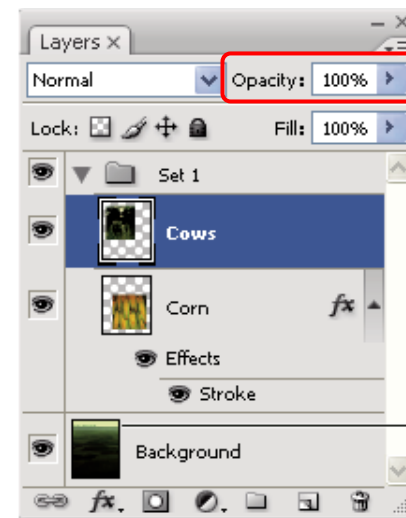 Layers ×
Normal Opacity: 100%
Lock: Fill: 100%
Set 1
Cows
Corn fx
Effects
Stroke
Background
fx.